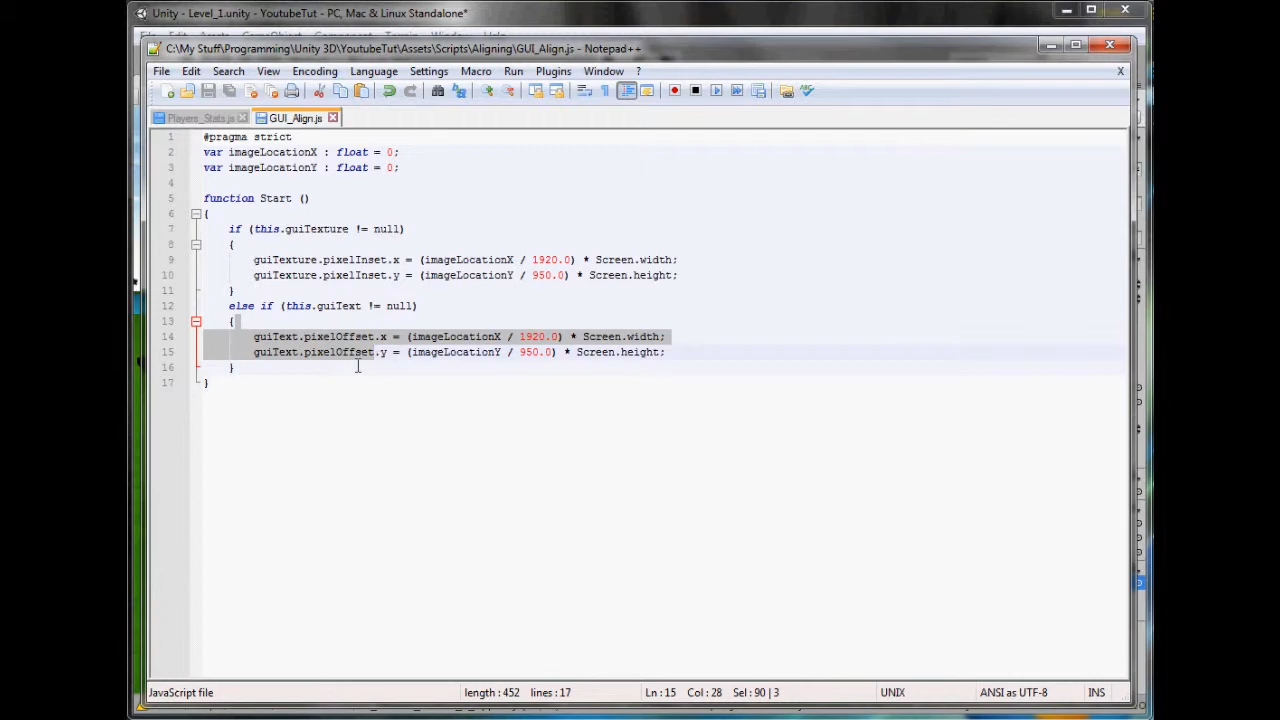 Unity - Level_1.unity - YoutubeTut - PC, Mac & Linux Standalone*
C:\My Stuff\Programming\Unity 3D\YoutubeTut\Assets\Scripts\Aligning\GUI_Align.js - Notepad++
File Edit Search View Encoding Language Settings Macro Run Plugins Window ? X
Players_Stats.js GUI_Align.js
1 #pragma strict
2 var imageLocationX : float = 0;
3 var imageLocationY : float = 0;
4
5 function Start ()
6 {
7 if (this.guiTexture != null)
8 {
9 guiTexture.pixelInset.x = (imageLocationX / 1920.0) * Screen.width;
10 guiTexture.pixelInset.y = (imageLocationY / 950.0) * Screen.height;
11 }
12 else if (this.guiText != null)
13 {
14 guiText.pixelOffset.x = (imageLocationX / 1920.0) * Screen.width;
15 guiText.pixelOffset.y = (imageLocationY / 950.0) * Screen.height;
16 }
17 }
JavaScript file length : 452 lines : 17 Ln : 15 Col : 28 Sel : 90 | 3 UNIX ANSI as UTF-8 INS